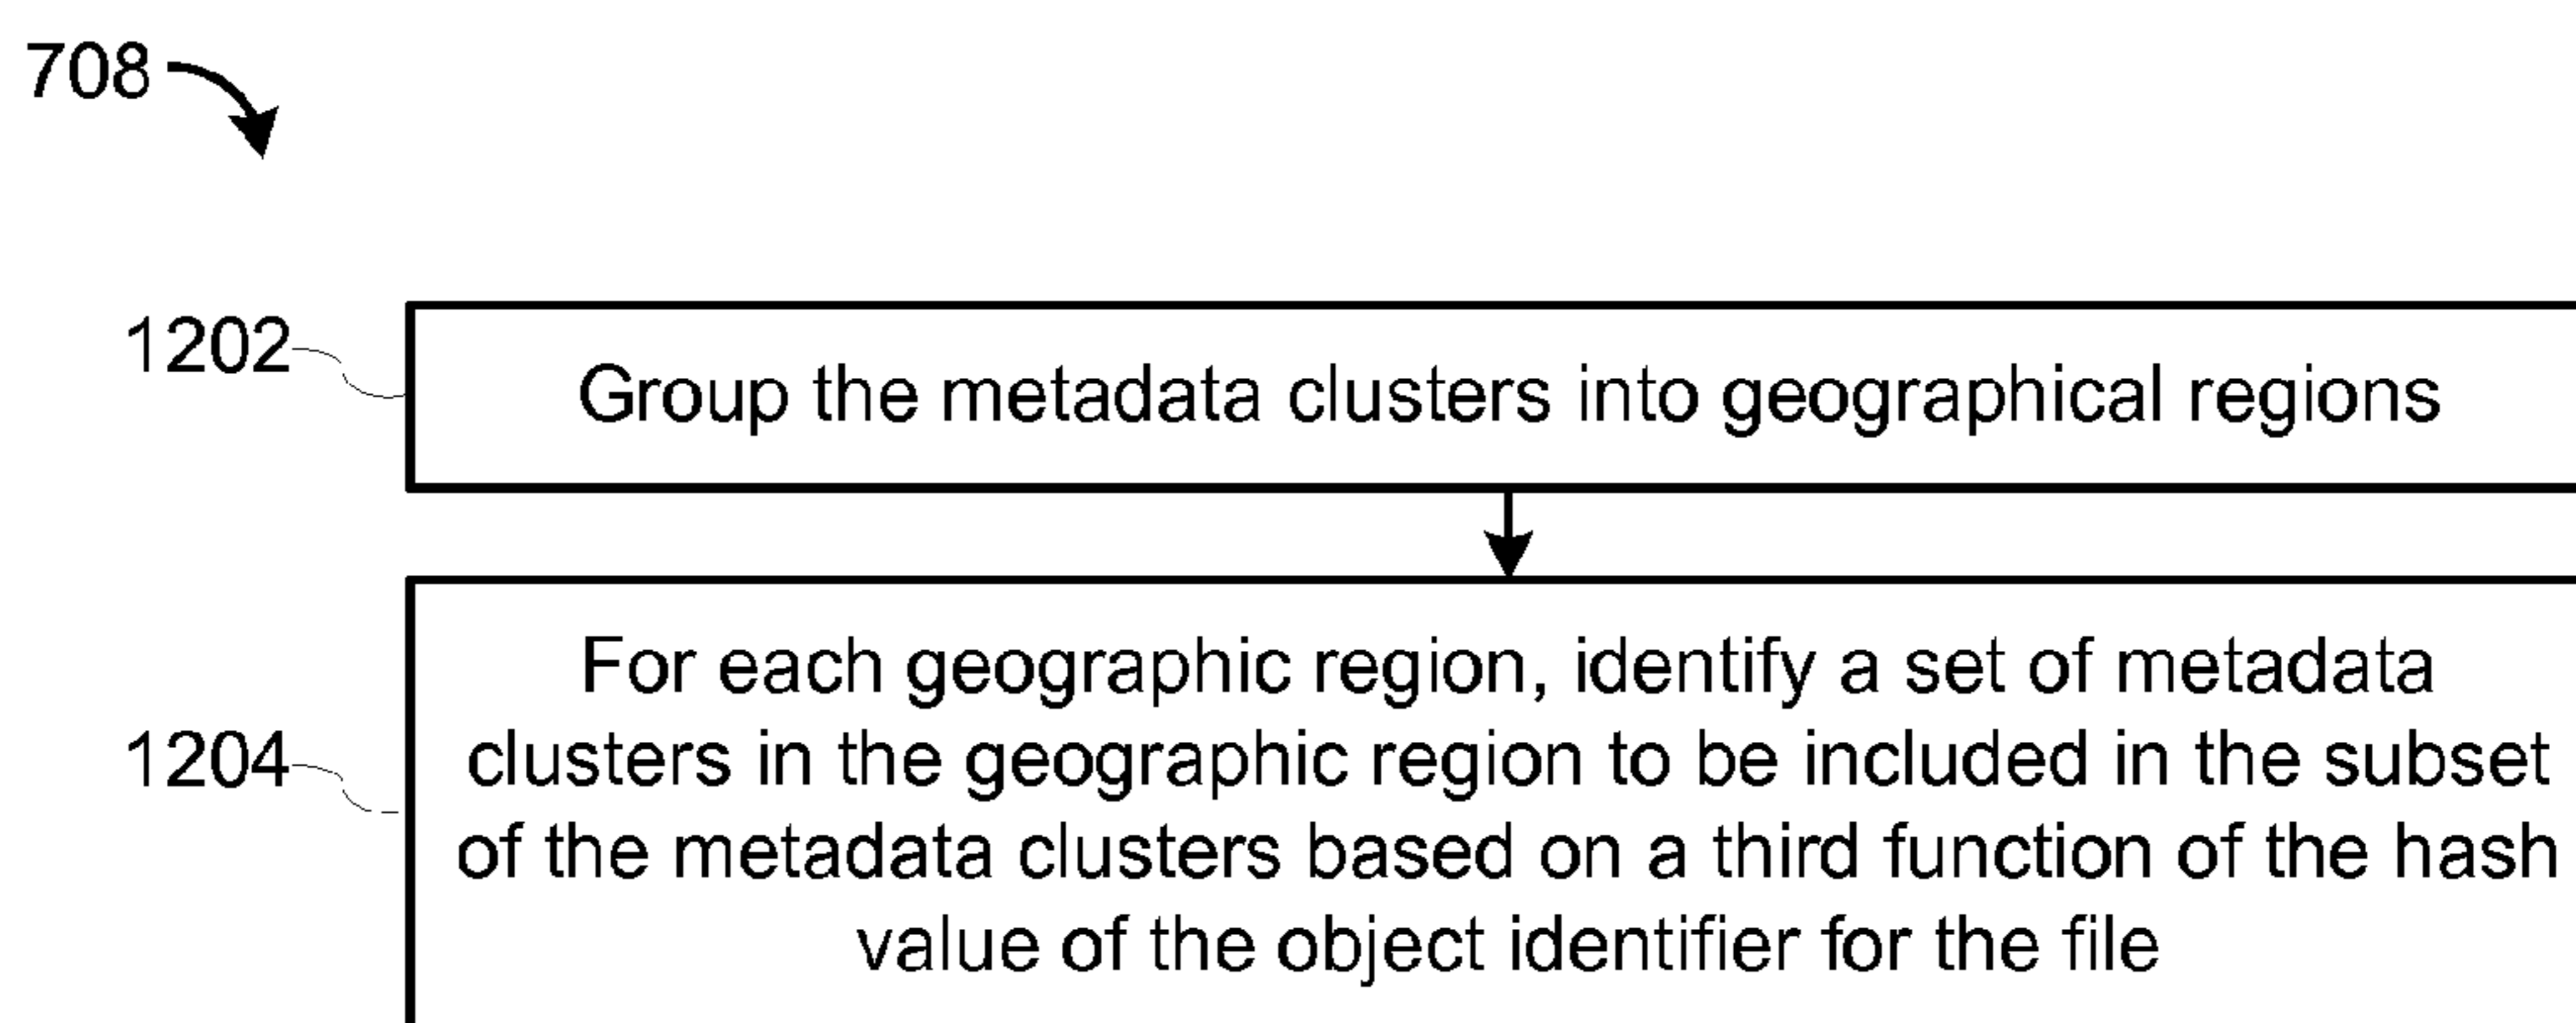 708
1202
Group the metadata clusters into geographical regions
1204
For each geographic region, identify a set of metadata
clusters in the geographic region to be included in the subset
of the metadata clusters based on a third function of the hash
value of the object identifier for the file